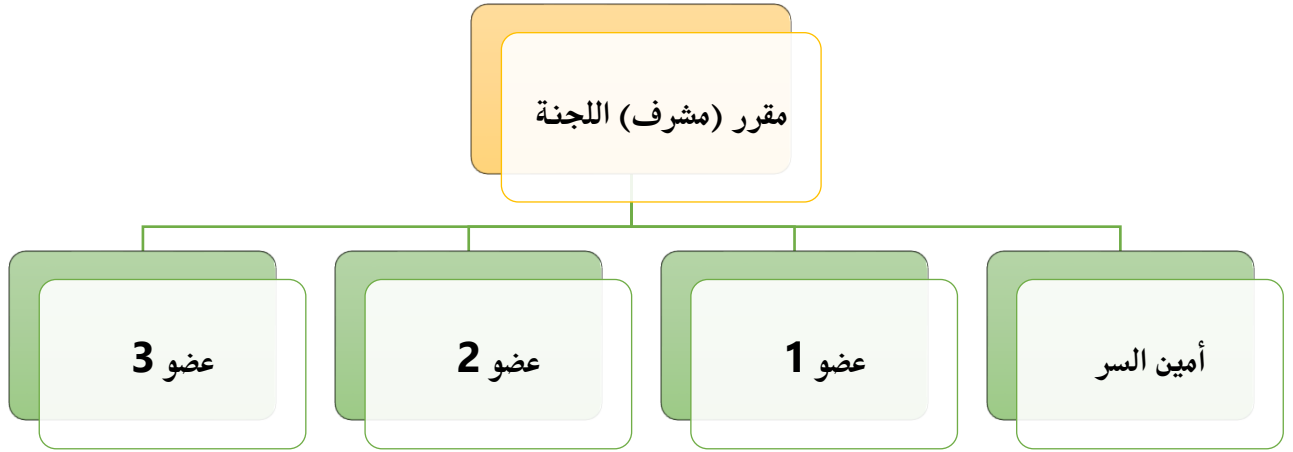 مقرر (مشرف) اللجنة
أمين السر
عضو 1
عضو 2
عضو 3